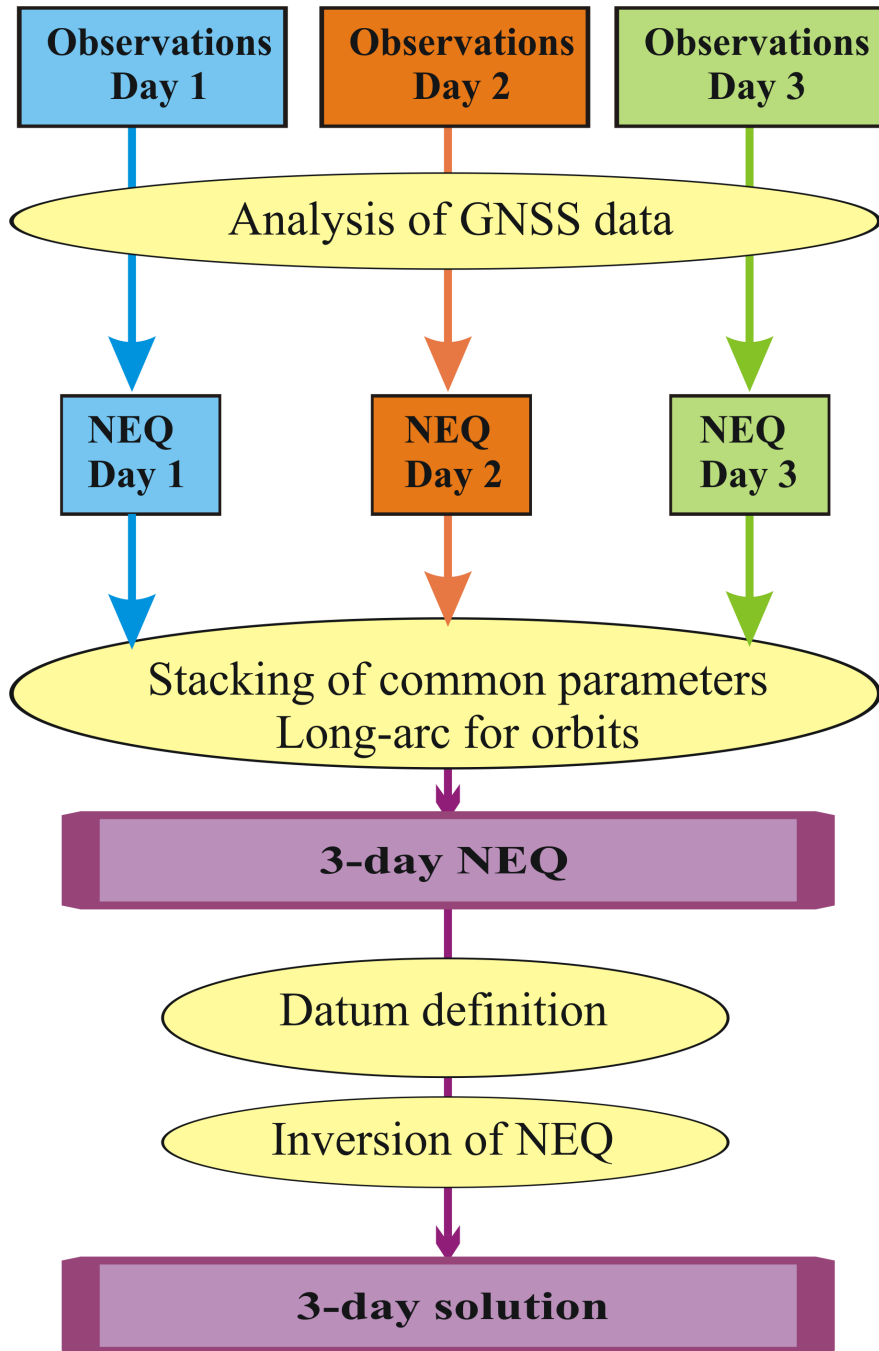 Observations
Day 1
Observations
Day 2
Observations
Day 3
Analysis of GNSS data
NEQ
Day 1
NEQ
Day 2
NEQ
Day 3
Stacking of common parameters
Long-arc for orbits
3-day NEQ
Datum definition
Inversion of NEQ
3-day solution